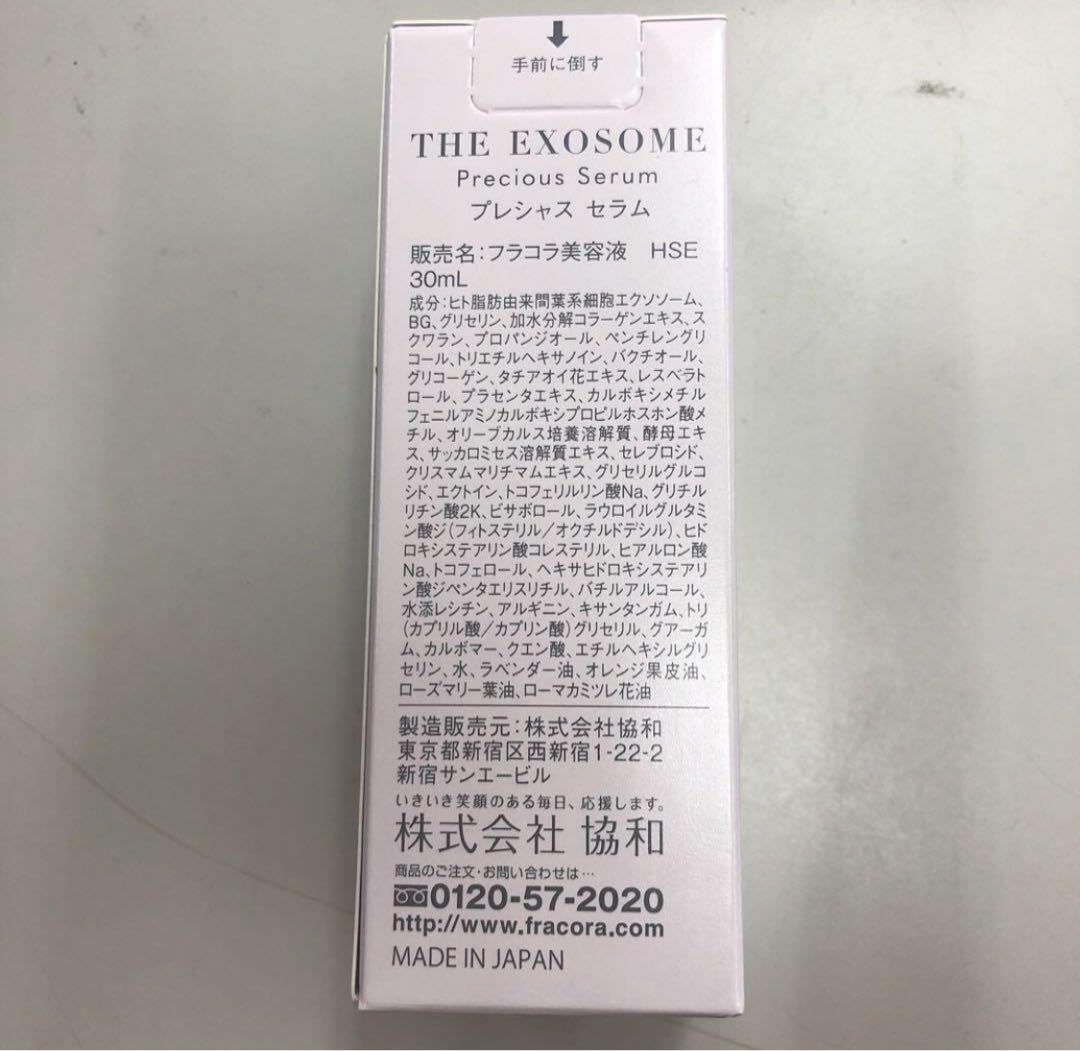 手前に倒す
THE EXOSOME
Precious Serum
プレシャス セラム
販売名:フラコラ美容液 HSE
30mL
成分:ヒト脂肪由来間葉系細胞エクソソーム、
BG、グリセリン、加水分解コラーゲンエキス、ス
クワラン、プロパンジオール、ペンチレングリ
コール、トリエチルヘキサノイン、バクチオール、
グリコーゲン、タチアオイ花エキス、レスベラト
ロール、プラセンタエキス、カルボキシメチル
フェニルアミノカルボキシプロピルホスホン酸メ
チル、オリーブカルス培養溶解質、酵母エキ
ス、サッカロミセス溶解質エキス、セレブロシド、
クリスマムマリチマムエキス、グリセリルグルコ
シド、エクトイン、トコフェリルリン酸Na、グリチル
リチン酸2K、ビサボロール、ラウロイルグルタミ
ン酸ジ(フィトステリル/オクチルドデシル)、ヒド
ロキシステアリン酸コレステリル、ヒアルロン酸
Na、トコフェロール、ヘキサヒドロキシステアリ
ン酸ジペンタエリスリチル、バチルアルコール、
水添レシチン、アルギニン、キサンタンガム、トリ
(カプリル酸/カプリン酸)グリセリル、グアーガ
ム、カルボマー、クエン酸、エチルヘキシルグリ
セリン、水、ラベンダー油、オレンジ果皮油、
ローズマリー葉油、ローマカミツレ花油
製造販売元:株式会社協和
東京都新宿区西新宿1-22-2
新宿サンエービル
いきいき笑顔のある毎日、応援します。
株式会社 協和
商品のご注文・お問い合わせは…
0120-57-2020
http://www.fracora.com
MADE IN JAPAN